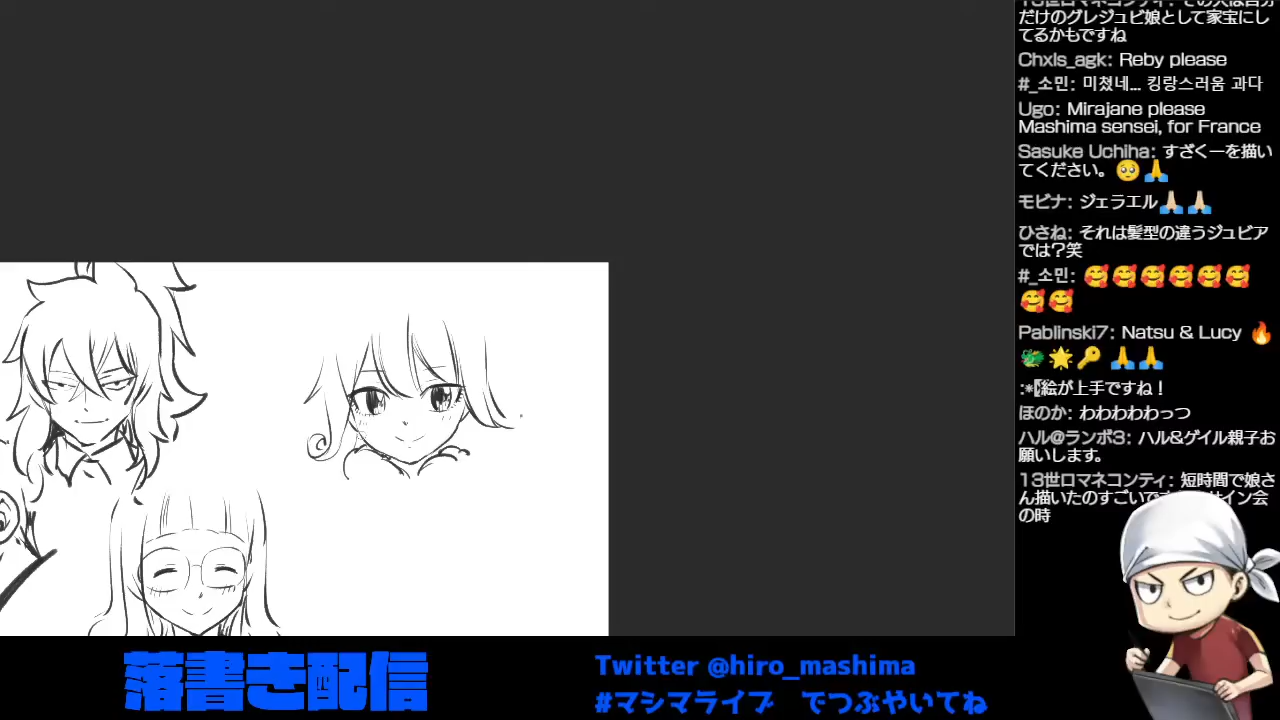 だけのグレジュビ娘として家宝にし
てるかもですね
Chxls_agk: Reby please
#_소민: 미쳤네... 킹랑스러움 과다
Ugo: Mirajane please
Mashima sensei, for France
Sasuke Uchiha: すざくーを描い
てください。🥺🙏
モビナ: ジェラエル🙏🏻🙏🏻
ひさね: それは髪型の違うジュビア
では？笑
#_소민: 🥰🥰🥰🥰🥰🥰
🥰🥰
Pablinski7: Natsu & Lucy 🔥
🐲🌟🔑 🙏🙏
絵が上手ですね！
ほのか: わわわわわっつ
ハル@ランボ3: ハル&ゲイル親子お
願いします。
13世ロマネコンティ: 短時間で娘さ
ん描いたのすごいで
イン会
の時
落書き配信
Twitter @hiro_mashima
#マシマライブ でつぶやいてね